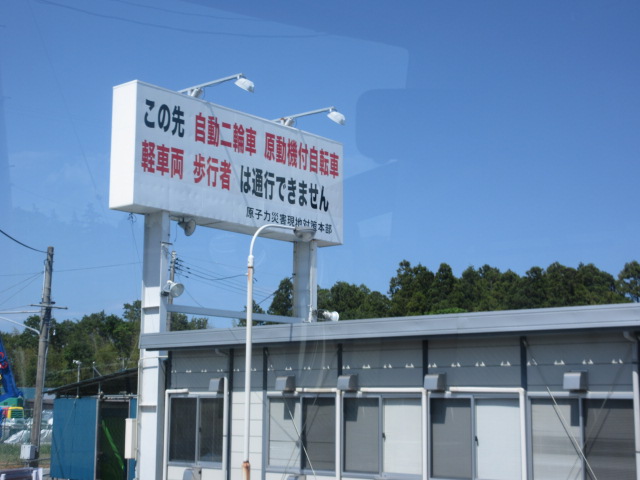 この先 自動二輪車 原動機付自転車
軽車両 歩行者 は通行できません
原子力災害現地対策本部